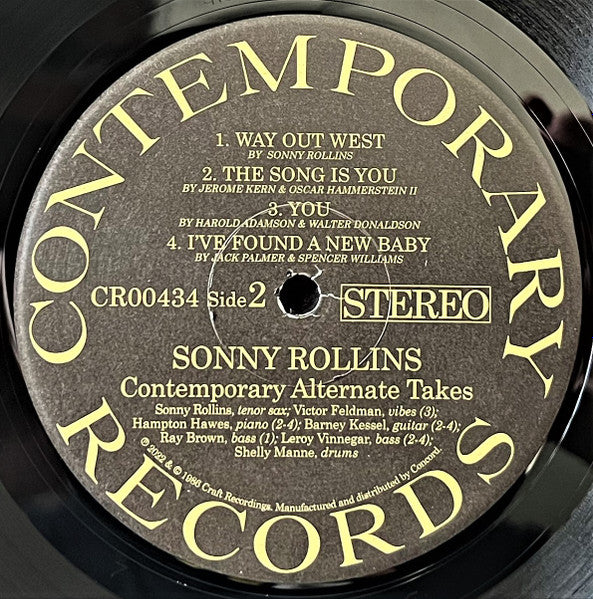 CONTEMPORARY
1. WAY OUT WEST
BY SONNY ROLLINS
2. THE SONG IS YOU
BY JEROME KERN & OSCAR HAMMERSTEIN II
3. YOU
BY HAROLD ADAMSON & WALTER DONALDSON
4. I'VE FOUND A NEW BABY
BY JACK PALMER & SPENCER WILLIAMS
CR00434 Side 2 STEREO
SONNY ROLLINS
Contemporary Alternate Takes
Sonny Rollins, tenor sax; Victor Feldman, vibes (3);
Hampton Hawes, piano (2-4); Barney Kessel, guitar (2-4);
Ray Brown, bass (1); Leroy Vinnegar, bass (2-4);
Shelly Manne, drums
℗ 2022 & © 1986 Craft Recordings. Manufactured and distributed by Concord.
RECORDS